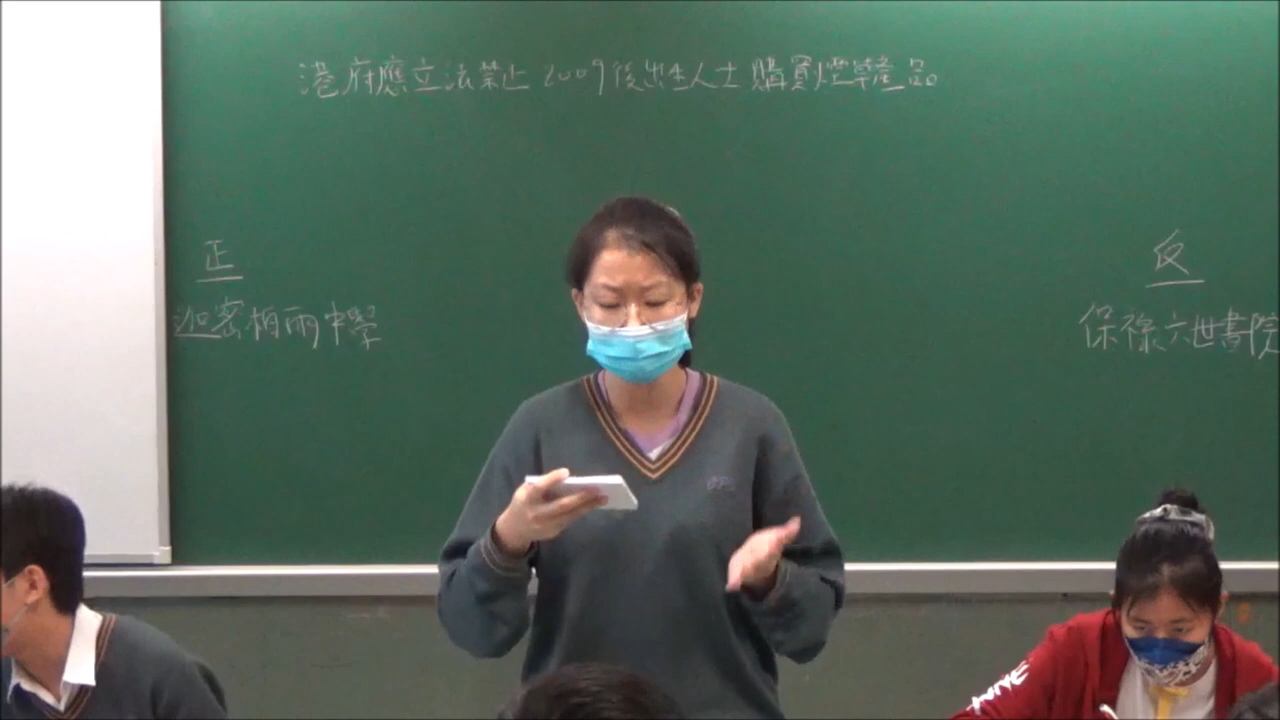 港府應立法禁止2009後出生人士購買煙草產品
正
反
迦密柏雨中學
保祿六世書院